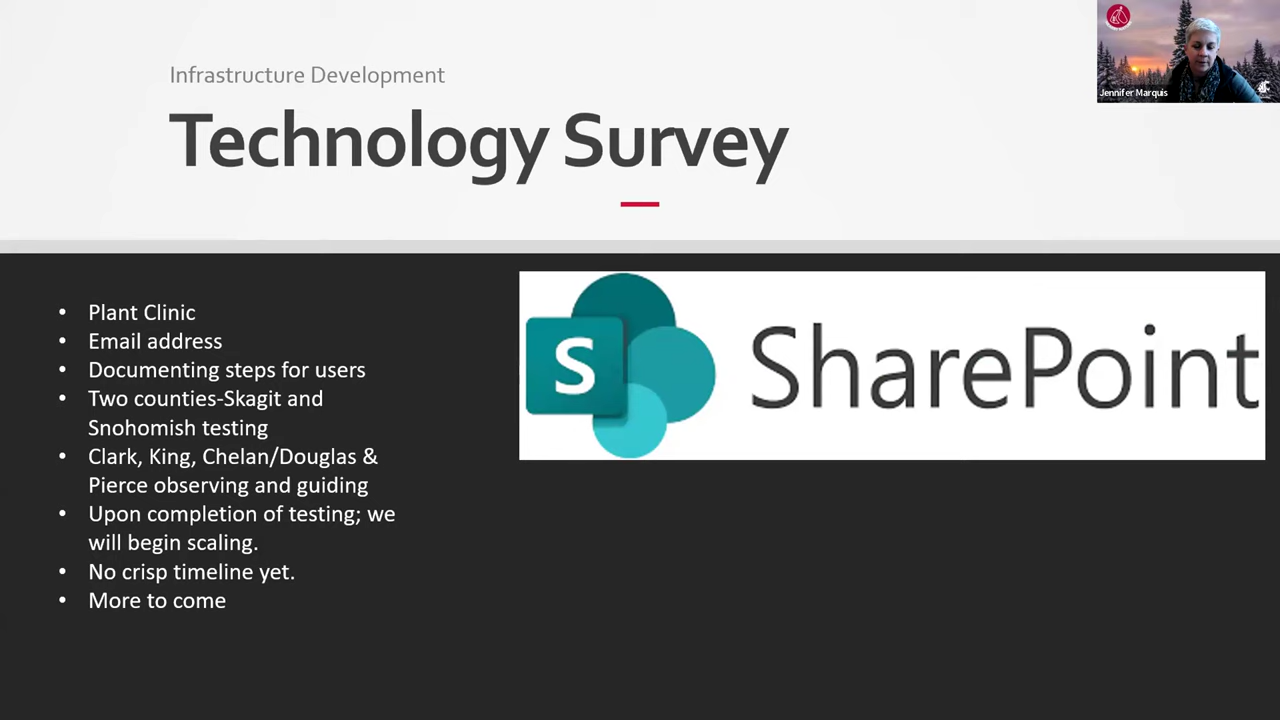 Infrastructure Development
Technology Survey
Jennifer Marquis
• Plant Clinic
• Email address
• Documenting steps for users
• Two counties-Skagit and
Snohomish testing
• Clark, King, Chelan/Douglas &
Pierce observing and guiding
• Upon completion of testing; we
will begin scaling.
• No crisp timeline yet.
• More to come
S SharePoint